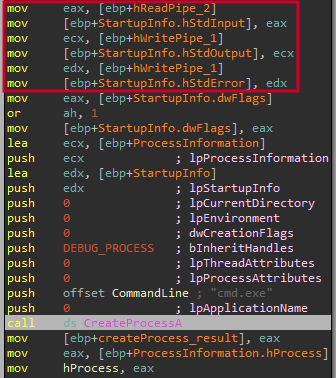 mov eax, [ebp+hReadPipe_2]
mov [ebp+StartupInfo.hStdInput], eax
mov ecx, [ebp+hWritePipe_1]
mov [ebp+StartupInfo.hStdOutput], ecx
mov edx, [ebp+hWritePipe_1]
mov [ebp+StartupInfo.hStdError], edx
mov eax, [ebp+StartupInfo.dwFlags]
or ah, 1
mov [ebp+StartupInfo.dwFlags], eax
lea ecx, [ebp+ProcessInformation]
push ecx ; lpProcessInformation
lea edx, [ebp+StartupInfo]
push edx ; lpStartupInfo
push 0 ; lpCurrentDirectory
push 0 ; lpEnvironment
push 0 ; dwCreationFlags
push DEBUG_PROCESS ; bInheritHandles
push 0 ; lpThreadAttributes
push 0 ; lpProcessAttributes
push offset CommandLine ; "cmd.exe"
push 0 ; lpApplicationName
call ds CreateProcessA
mov [ebp+createProcess_result], eax
mov eax, [ebp+ProcessInformation.hProcess]
mov hProcess, eax